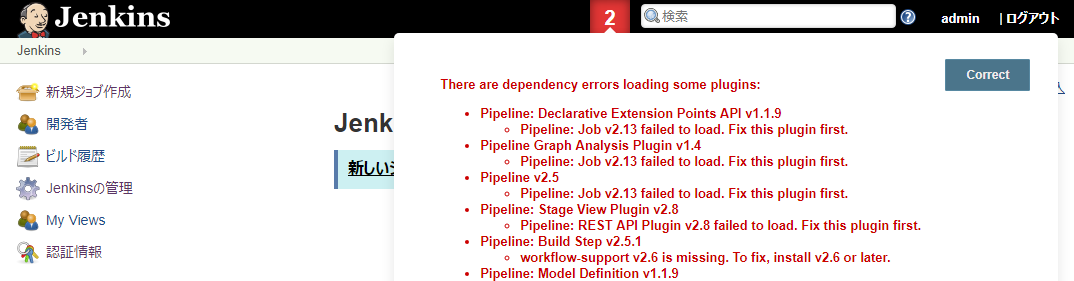 Jenkins
2
検索
admin
| ログアウト
Jenkins
There are dependency errors loading some plugins:
Correct
Pipeline: Declarative Extension Points API v1.1.9
Pipeline: Job v2.13 failed to load. Fix this plugin first.
Pipeline Graph Analysis Plugin v1.4
Pipeline: Job v2.13 failed to load. Fix this plugin first.
Pipeline v2.5
Pipeline: Job v2.13 failed to load. Fix this plugin first.
Pipeline: Stage View Plugin v2.8
Pipeline: REST API Plugin v2.8 failed to load. Fix this plugin first.
Pipeline: Build Step v2.5.1
workflow-support v2.6 is missing. To fix, install v2.6 or later.
Pipeline: Model Definition v1.1.9
新規ジョブ作成
開発者
ビルド履歴
Jenkinsの管理
My Views
認証情報
Jenk
新しい